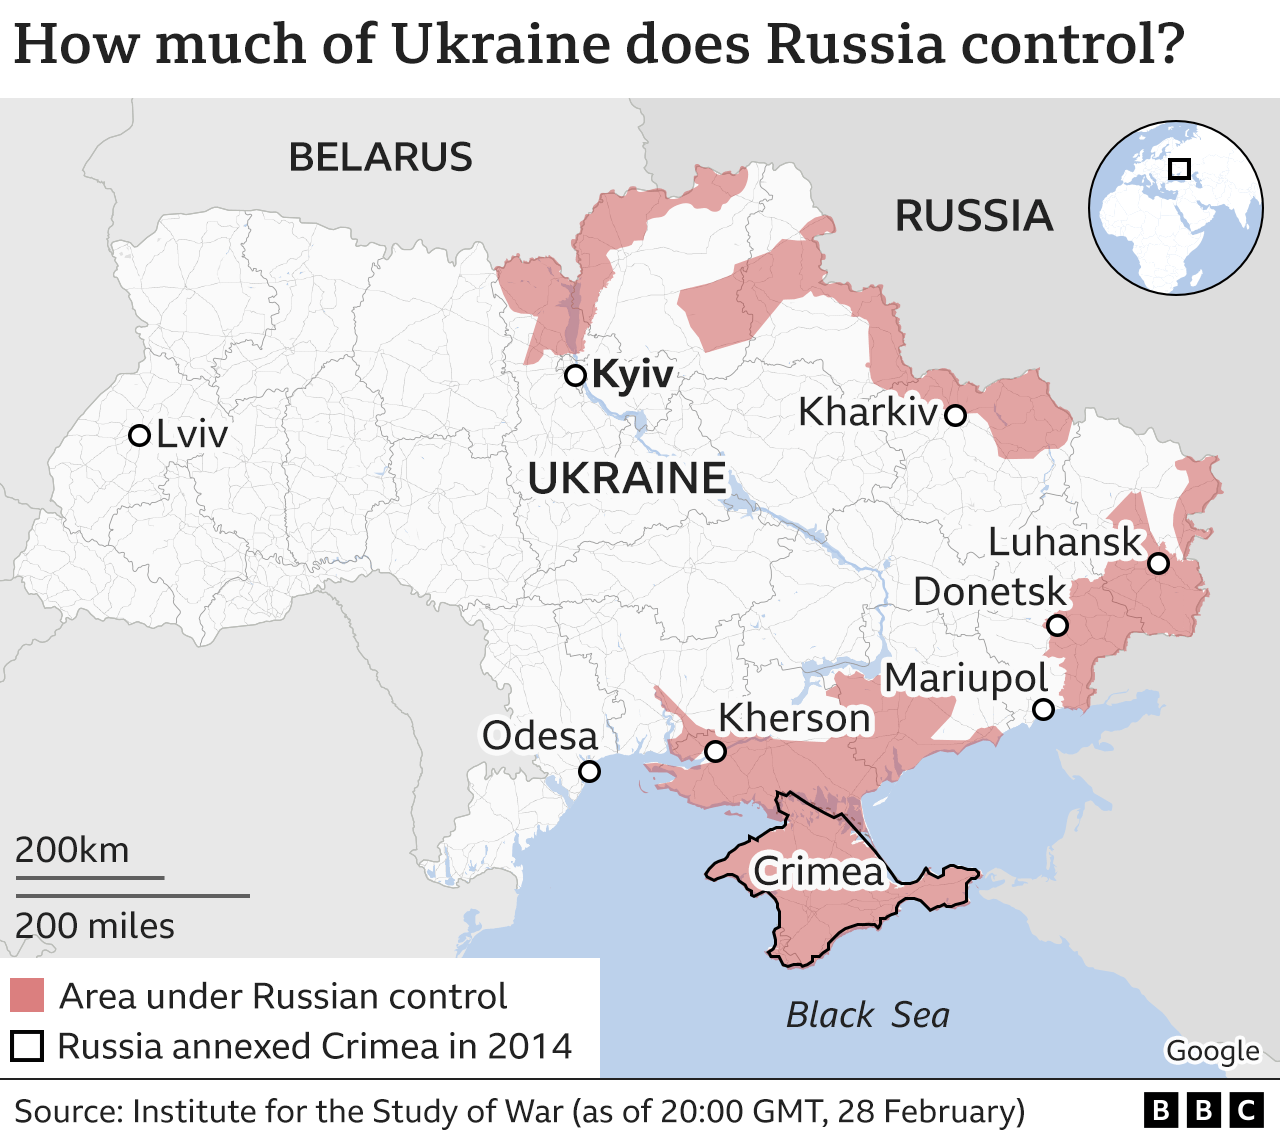 How much of Ukraine does Russia control?
BELARUS
RUSSIA
Kyiv
Kharkiv
Lviv
UKRAINE
Luhansk
Donetsk
Mariupol
Kherson
Odesa
200km
Crimea
200 miles
Area under Russian control
Black Sea
Russia annexed Crimea in 2014
Google
Source: Institute for the Study of War (as of 20:00 GMT, 28 February)
BBC